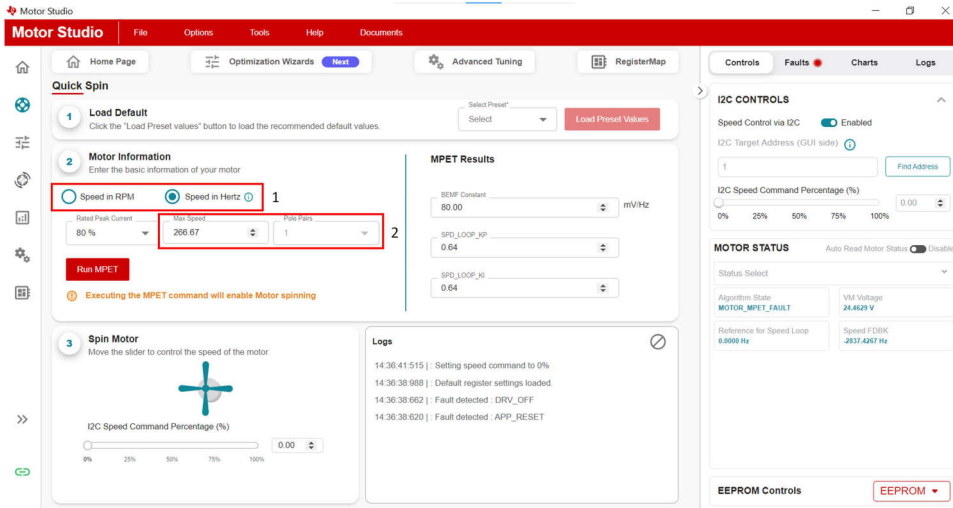 Motor Studio
Motor Studio File Options Tools Help Documents
Home Page Optimization Wizards Next Advanced Tuning RegisterMap
Controls Faults Charts Logs
Quick Spin
1 Load Default
Click the "Load Preset values" button to load the recommended default values.
Select Preset*
Select
Load Preset Values
2 Motor Information
Enter the basic information of your motor
Speed in RPM Speed in Hertz 1
Rated Peak Current Max Speed Pole Pairs
80 % 266.67 1 2
Run MPET
Executing the MPET command will enable Motor spinning
MPET Results
BEMF Constant
80.00 mV/Hz
SPD_LOOP_KP
0.64
SPD_LOOP_KI
0.64
3 Spin Motor
Move the slider to control the speed of the motor
I2C Speed Command Percentage (%)
0.00
0% 25% 50% 75% 100%
Logs
14:36:41:515 | : Setting speed command to 0%
14:36:38:988 | : Default register settings loaded.
14:36:38:662 | : Fault detected : DRV_OFF
14:36:38:620 | : Fault detected : APP_RESET
I2C CONTROLS
Speed Control via I2C Enabled
I2C Target Address (GUI side)
1 Find Address
I2C Speed Command Percentage (%)
0.00
0% 25% 50% 75% 100%
MOTOR STATUS Auto Read Motor Status Disable
Status Select
Algorithm State VM Voltage
MOTOR_MPET_FAULT 24.4629 V
Reference for Speed Loop Speed FDBK
0.0000 Hz -2837.4267 Hz
EEPROM Controls EEPROM